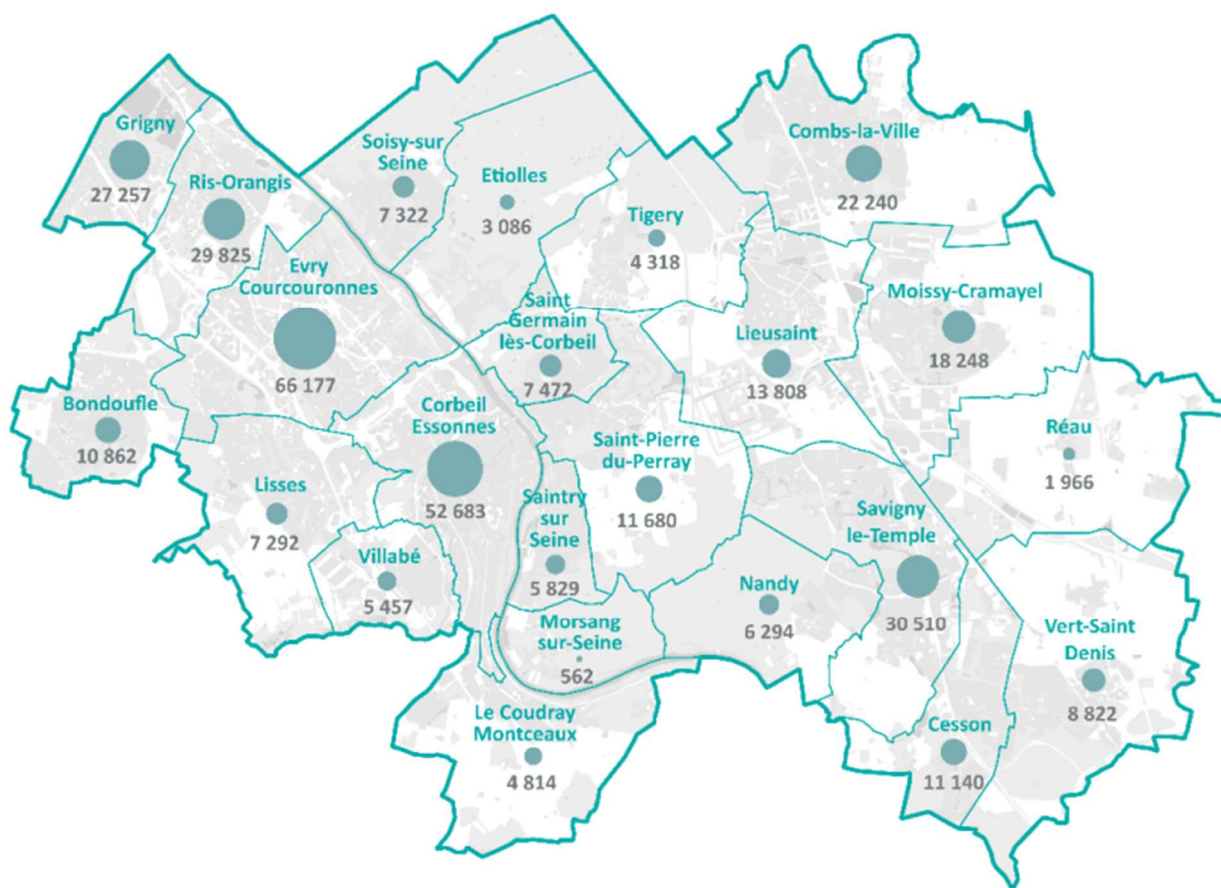 Grigny
27 257
Ris-Orangis
29 825
Soisy-sur
Seine
7 322
Etiolles
3 086
Tigery
4 318
Combs-la-Ville
22 240
Evry
Courcouronnes
66 177
Saint
Germain
lès-Corbeil
7 472
Lieusaint
13 808
Moissy-Cramayel
18 248
Bondoufle
10 862
Corbeil
Essonnes
52 683
Saint-Pierre
du-Perray
11 680
Réau
1 966
Lisses
7 292
Villabé
5 457
Saintry
sur
Seine
5 829
Savigny
le-Temple
30 510
Nandy
6 294
Morsang
sur-Seine
562
Vert-Saint
Denis
8 822
Le Coudray
Montceaux
4 814
Cesson
11 140